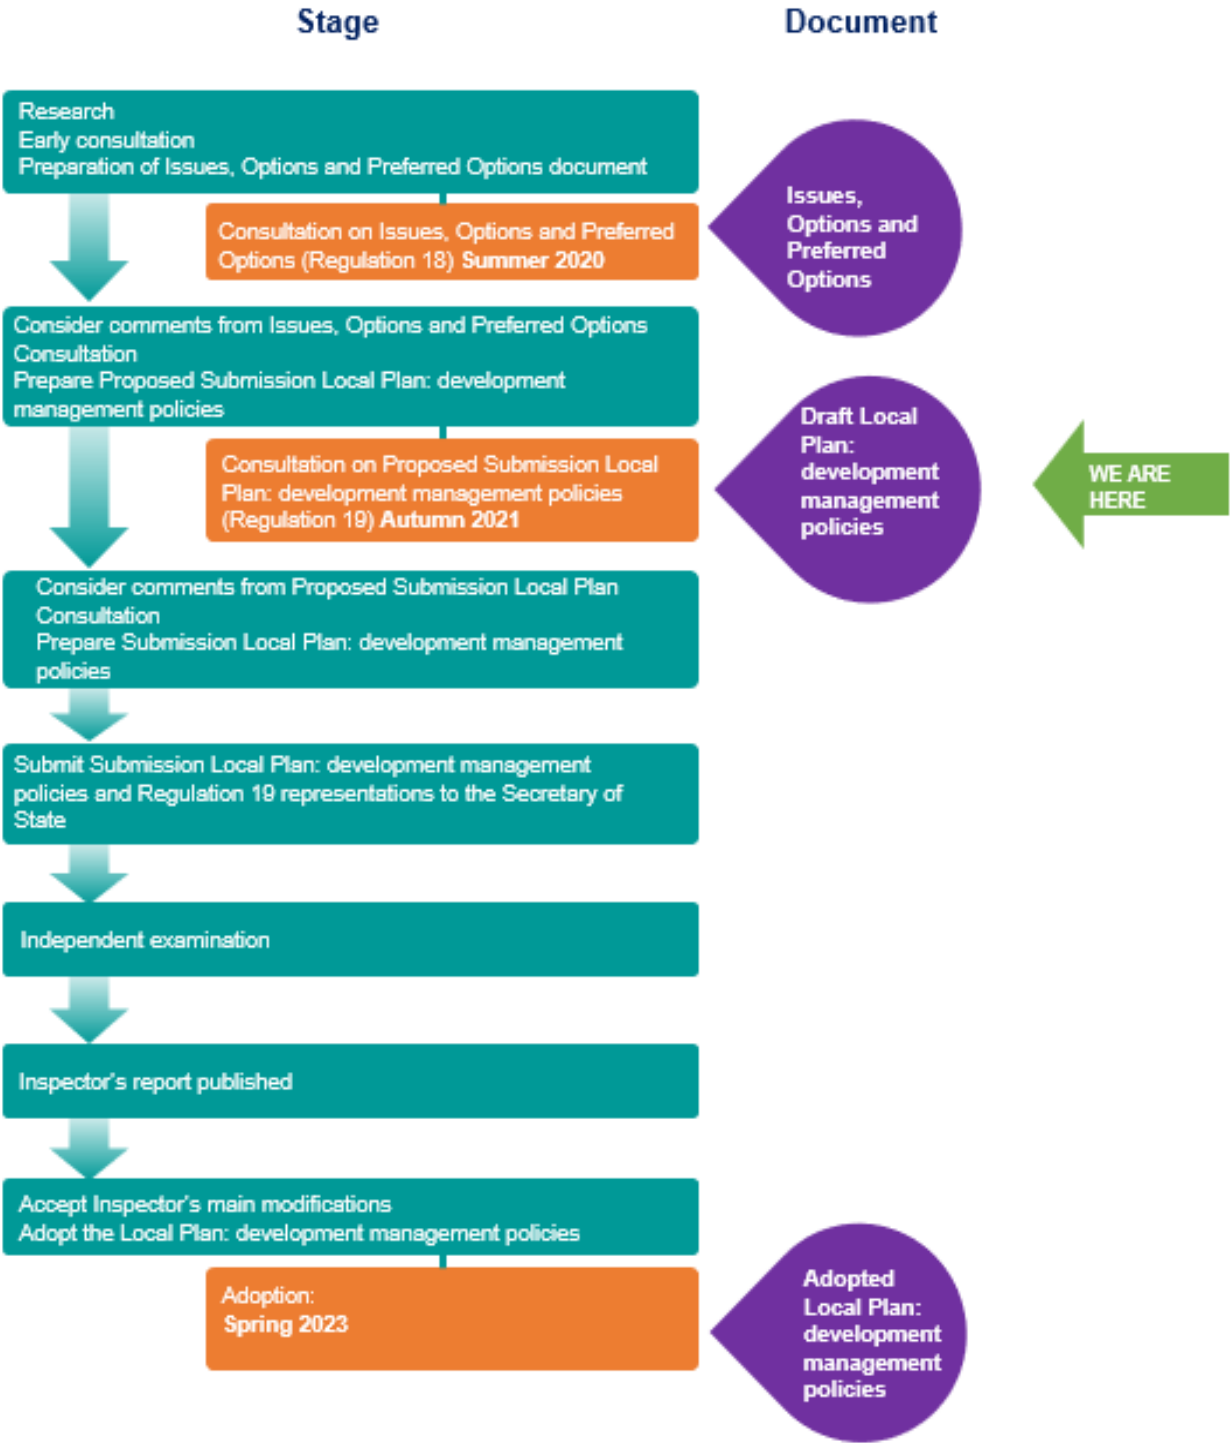 Stage
Document
Research
Early consultation
Preparation of Issues, Options and Preferred Options document
Consultation on Issues, Options and Preferred
Options (Regulation 18) Summer 2020
Issues,
Options and
Preferred
Options
Consider comments from Issues, Options and Preferred Options
Consultation
Prepare Proposed Submission Local Plan: development
management policies
Consultation on Proposed Submission Local
Plan: development management policies
(Regulation 19) Autumn 2021
Draft Local
Plan:
development
management
policies
WE ARE
HERE
Consider comments from Proposed Submission Local Plan
Consultation
Prepare Submission Local Plan: development management
policies
Submit Submission Local Plan: development management
policies and Regulation 19 representations to the Secretary of
State
Independent examination
Inspector's report published
Accept Inspector's main modifications
Adopt the Local Plan: development management policies
Adoption:
Spring 2023
Adopted
Local Plan:
development
management
policies